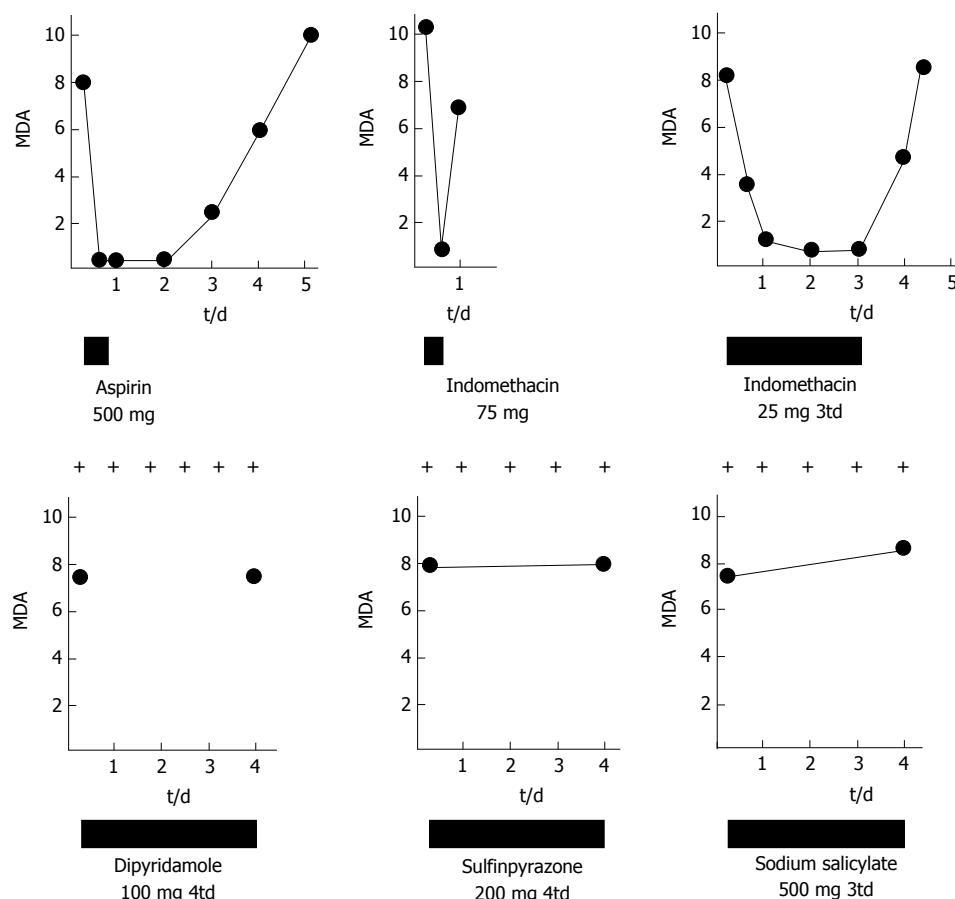 10
8
6
4
2
MDA
1 2 3 4 5
t/d
Aspirin
500 mg
10
8
6
4
2
MDA
1
t/d
Indomethacin
75 mg
10
8
6
4
2
MDA
1 2 3 4 5
t/d
Indomethacin
25 mg 3td
+ + + + + +
10
8
6
4
2
MDA
1 2 3 4
t/d
Dipyridamole
100 mg 4td
+ + + + +
10
8
6
4
2
MDA
1 2 3 4
t/d
Sulfinpyrazone
200 mg 4td
+ + + + +
10
8
6
4
2
MDA
1 2 3 4
t/d
Sodium salicylate
500 mg 3td